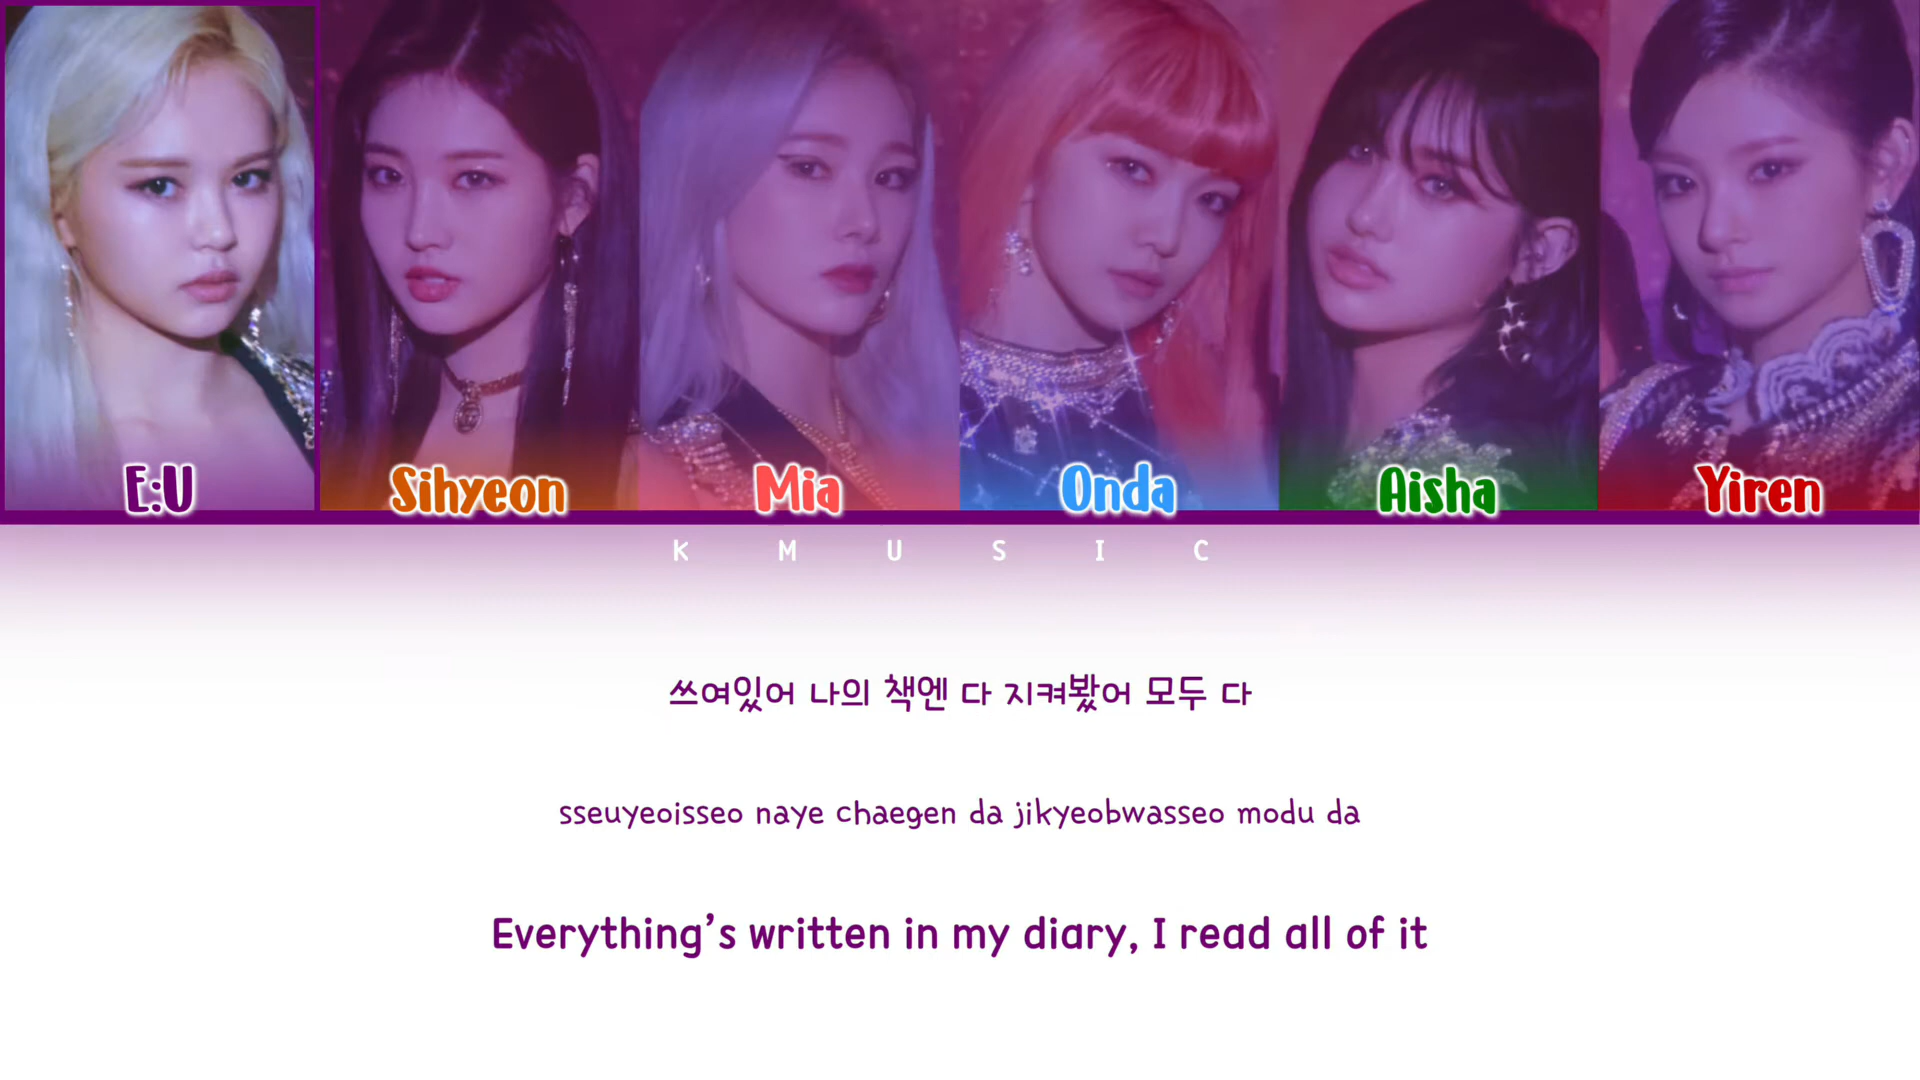 E:U Sihyeon Mia Onda Aisha Yiren
K M U S I C
쓰여있어 나의 책엔 다 지켜봤어 모두 다
sseuyeoisseo naye chaegen da jikyeobwasseo modu da
Everything’s written in my diary, I read all of it